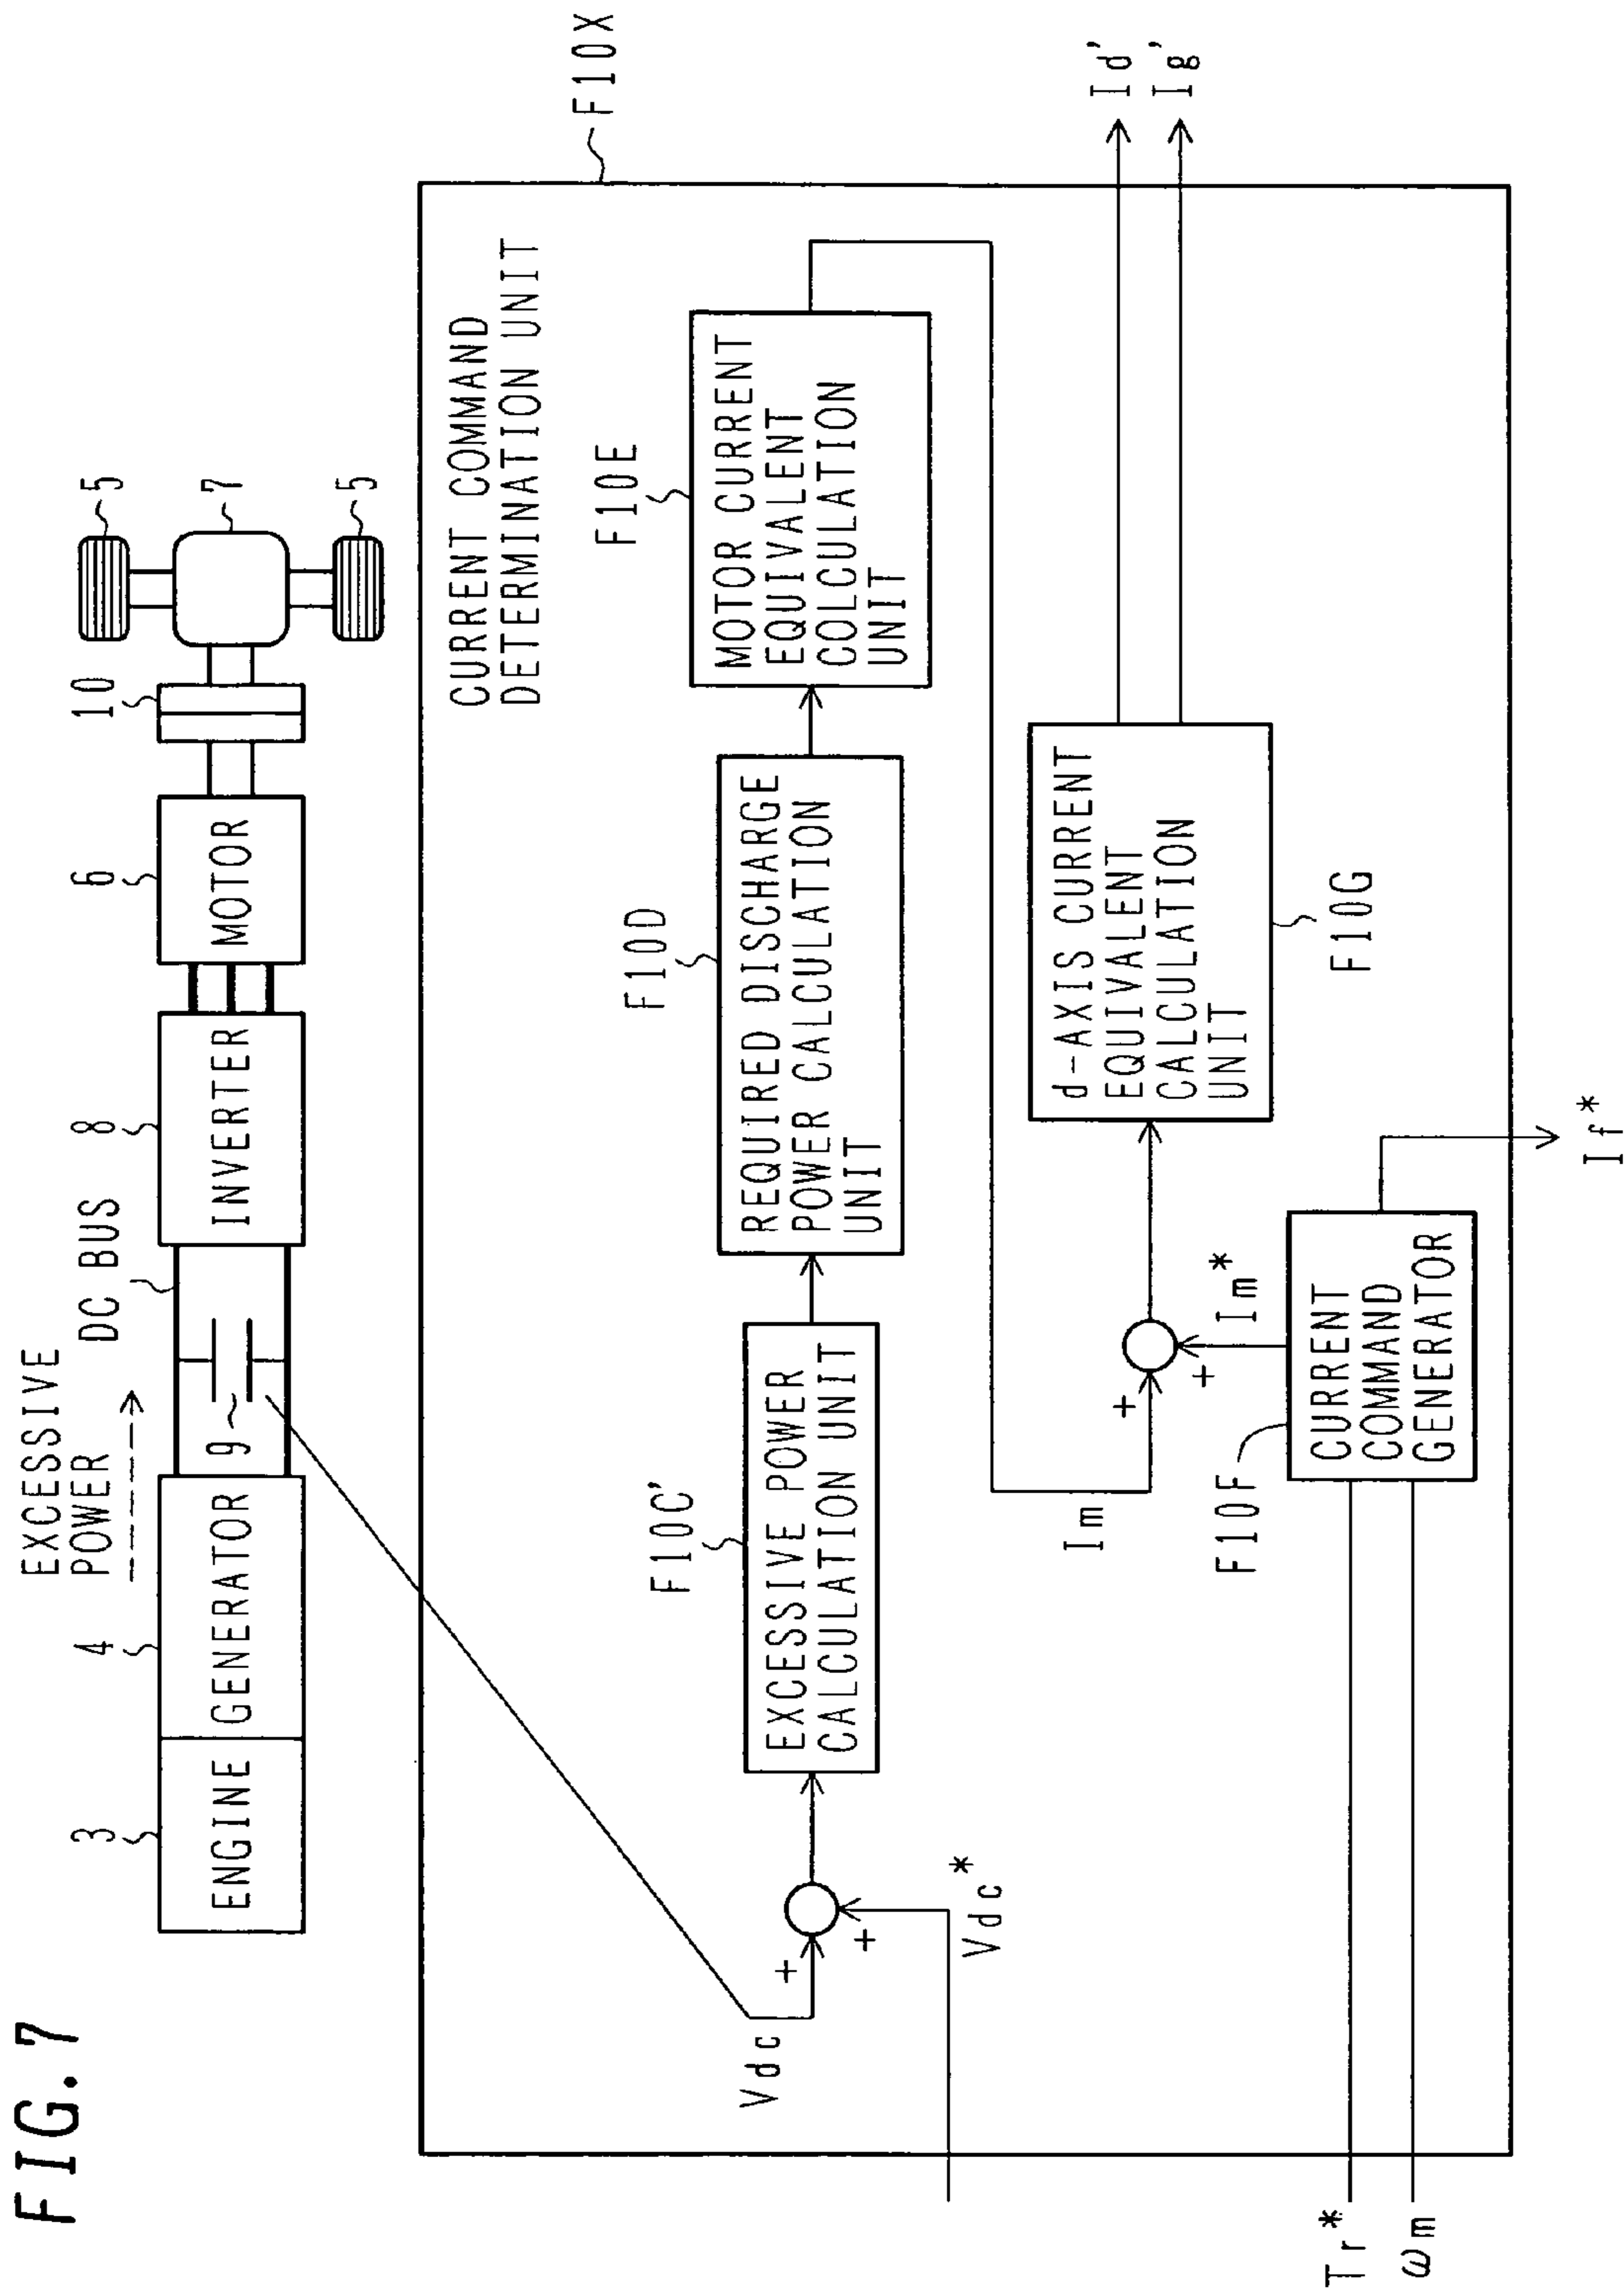 FIG. 7
EXCESSIVE
POWER
DC BUS
3
4
9
8
6
10
5
7
5
ENGINE
GENERATOR
INVERTER
MOTOR
F10X
CURRENT COMMAND
DETERMINATION UNIT
Vdc
+
+
Vdc*
F10C'
EXCESSIVE POWER
CALCULATION UNIT
F10D
REQUIRED DISCHARGE
POWER CALCULATION
UNIT
F10E
MOTOR CURRENT
EQUIVALENT
COLCULATION
UNIT
Im
+
+
Im*
d-AXIS CURRENT
EQUIVALENT
CALCULATION
UNIT
F10G
Id'
Ig'
F10F
CURRENT
COMMAND
GENERATOR
Tr*
ωm
If*